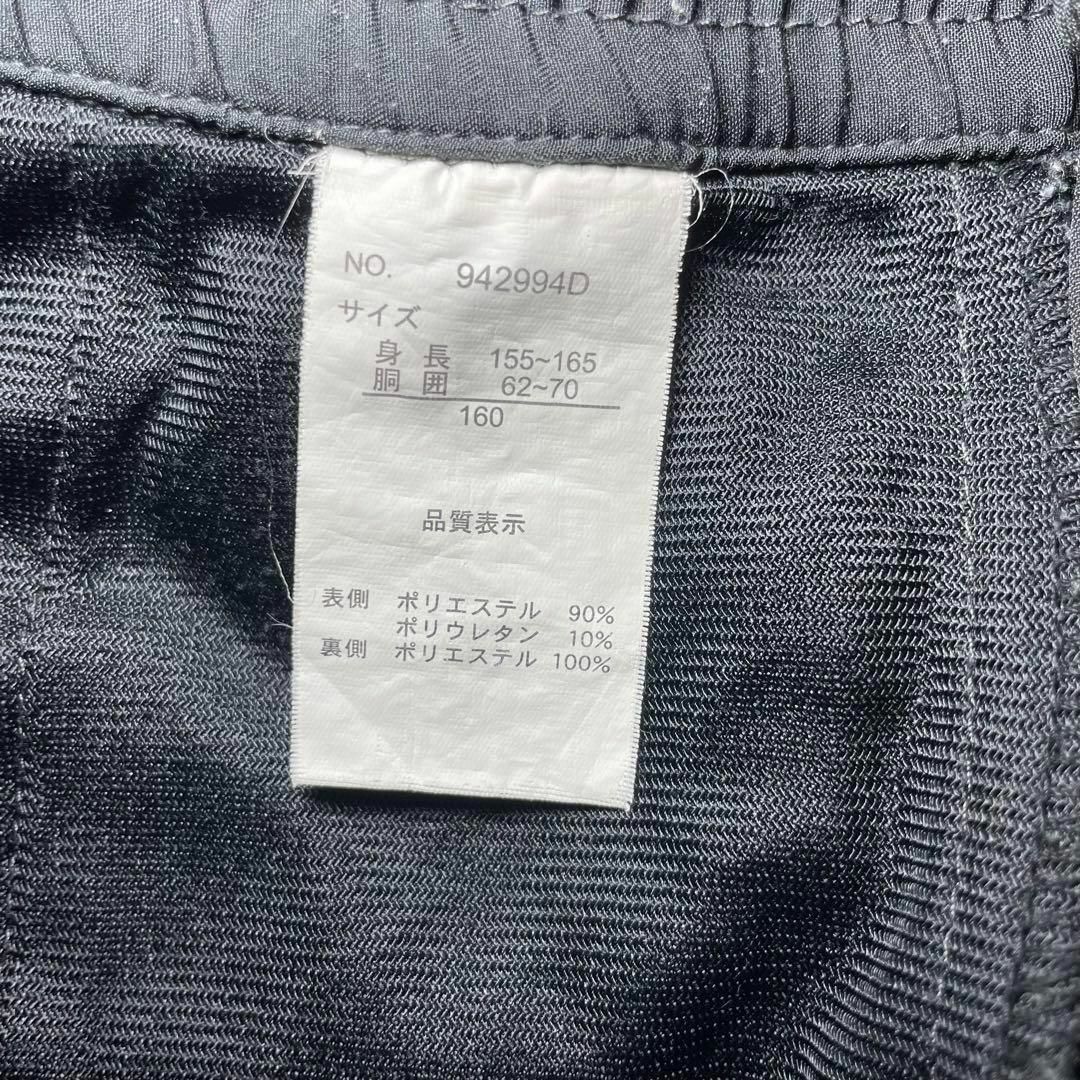 NO. 942994D
サイズ
身長 155~165
胴囲 62~70
160
品質表示
表側 ポリエステル 90%
ポリウレタン 10%
裏側 ポリエステル 100%